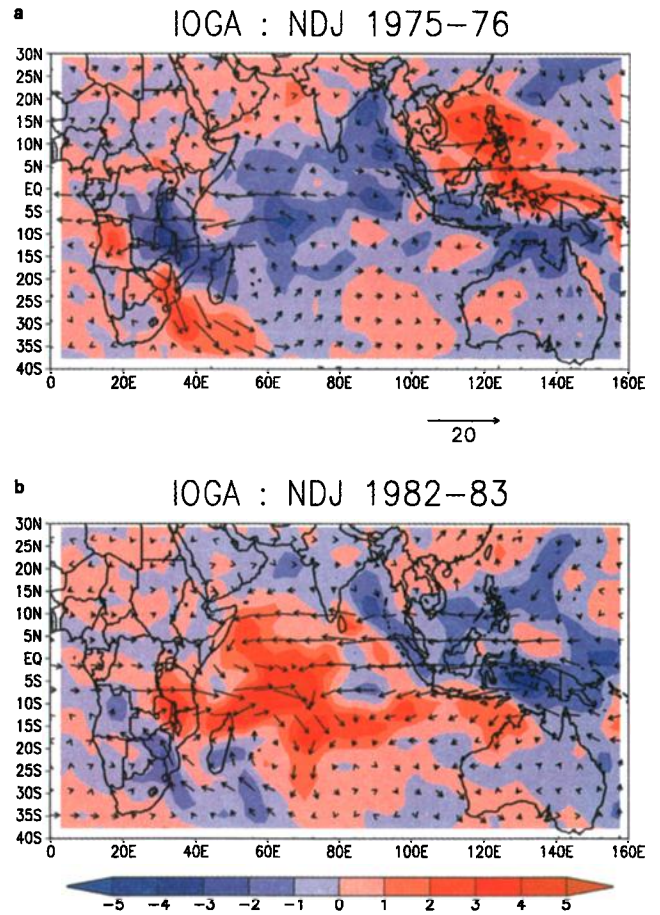 a
IOGA : NDJ 1975-76
30N
25N
20N
15N
10N
5N
EQ
5S
10S
15S
20S
25S
30S
35S
40S
0 20E 40E 60E 80E 100E 120E 140E 160E
20
b
IOGA : NDJ 1982-83
30N
25N
20N
15N
10N
5N
EQ
5S
10S
15S
20S
25S
30S
35S
40S
0 20E 40E 60E 80E 100E 120E 140E 160E
-5 -4 -3 -2 -1 0 1 2 3 4 5